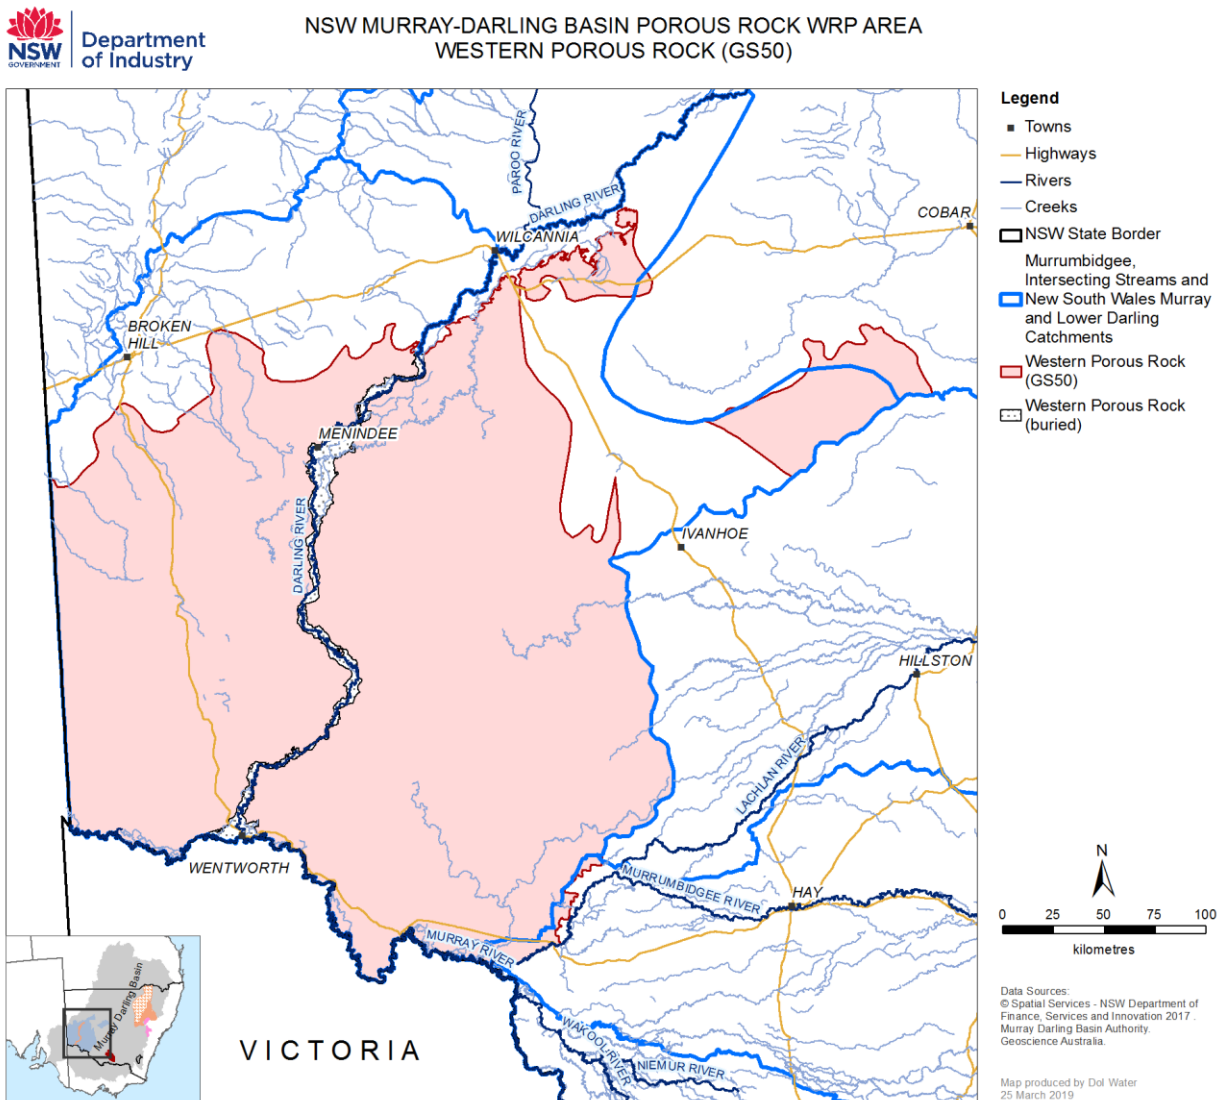 NSW
GOVERNMENT
Department
of Industry
NSW MURRAY-DARLING BASIN POROUS ROCK WRP AREA
WESTERN POROUS ROCK (GS50)
PAROO RIVER
DARLING RIVER
WILCANNIA
COBAR
BROKEN
HILL
MENINDEE
DARLING RIVER
IVANHOE
HILLSTON
LACHLAN RIVER
WENTWORTH
MURRUMBIDGEE RIVER
HAY
MURRAY RIVER
WAKOOL RIVER
NIEMUR RIVER
VICTORIA
Murray Darling Basin
Legend
Towns
Highways
Rivers
Creeks
NSW State Border
Murrumbidgee,
Intersecting Streams and
New South Wales Murray
and Lower Darling
Catchments
Western Porous Rock
(GS50)
Western Porous Rock
(buried)
N
0 25 50 75 100
kilometres
Data Sources:
© Spatial Services - NSW Department of
Finance, Services and Innovation 2017 .
Murray Darling Basin Authority.
Geoscience Australia.
Map produced by DoI Water
25 March 2019